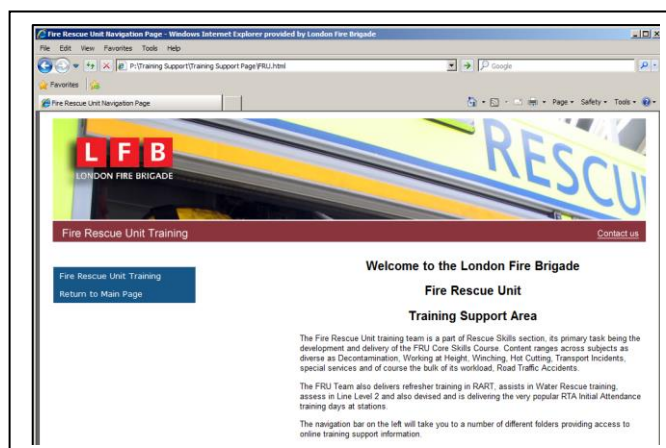 Fire Rescue Unit Navigation Page - Windows Internet Explorer provided by London Fire Brigade
File Edit View Favorites Tools Help
P:\Training Support\Training Support Page\FRU.html
Google
Favorites
Fire Rescue Unit Navigation Page
Page Safety Tools
RESCU
L F B
LONDON FIRE BRIGADE
Fire Rescue Unit Training
Contact us
Fire Rescue Unit Training
Return to Main Page
Welcome to the London Fire Brigade
Fire Rescue Unit
Training Support Area
The Fire Rescue Unit training team is a part of Rescue Skills section, its primary task being the
development and delivery of the FRU Core Skills Course. Content ranges across subjects as
diverse as Decontamination, Working at Height, Winching, Hot Cutting, Transport Incidents,
special services and of course the bulk of its workload, Road Traffic Accidents.
The FRU Team also delivers refresher training in RART, assists in Water Rescue training,
assess in Line Level 2 and also devised and is delivering the very popular RTA Initial Attendance
training days at stations.
The navigation bar on the left will take you to a number of different folders providing access to
online training support information.